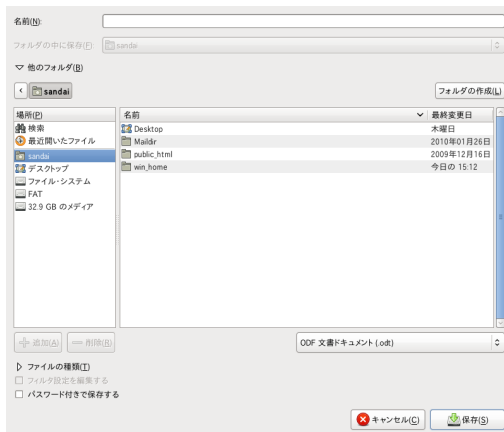 名前(N):
フォルダの中に保存(F): sandai
他のフォルダ(B)
sandai フォルダの作成(L)
場所(P) 名前 最終変更日
検索 Desktop 木曜日
最近開いたファイル Maildir 2010年01月26日
sandai public_html 2009年12月16日
デスクトップ win_home 今日の 15:12
ファイル・システム
FAT
32.9 GB のメディア
追加(A) 削除(R) ODF 文書ドキュメント (.odt)
ファイルの種類(T)
フィルタ設定を編集する
パスワード付きで保存する
キャンセル(C) 保存(S)